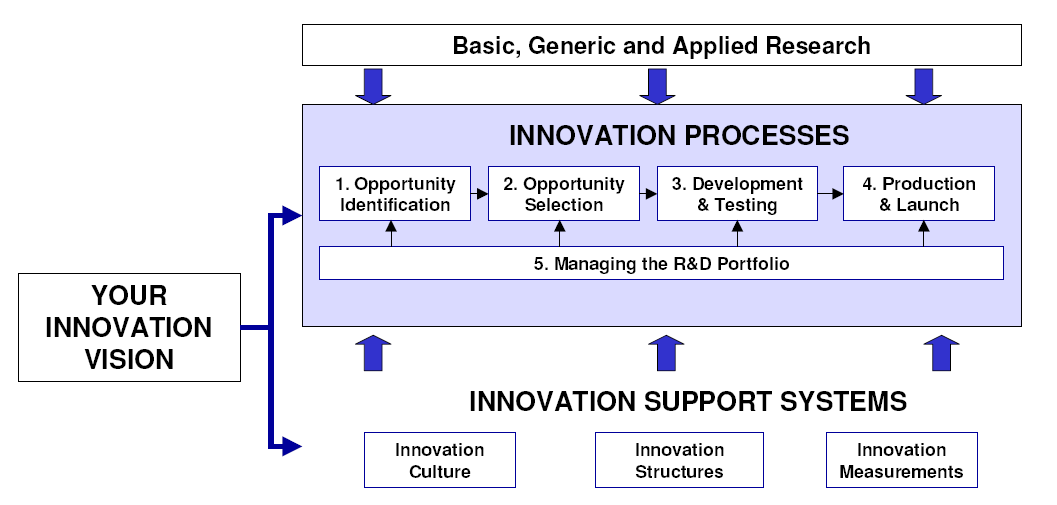 Basic, Generic and Applied Research
INNOVATION PROCESSES
1. Opportunity
Identification
2. Opportunity
Selection
3. Development
& Testing
4. Production
& Launch
5. Managing the R&D Portfolio
YOUR
INNOVATION
VISION
INNOVATION SUPPORT SYSTEMS
Innovation
Culture
Innovation
Structures
Innovation
Measurements